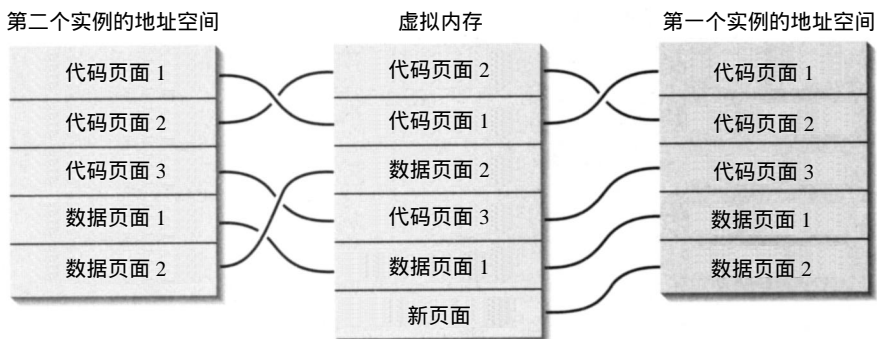 第二个实例的地址空间
代码页面 1
代码页面 2
代码页面 3
数据页面 1
数据页面 2
虚拟内存
代码页面 2
代码页面 1
数据页面 2
代码页面 3
数据页面 1
新页面
第一个实例的地址空间
代码页面 1
代码页面 2
代码页面 3
数据页面 1
数据页面 2